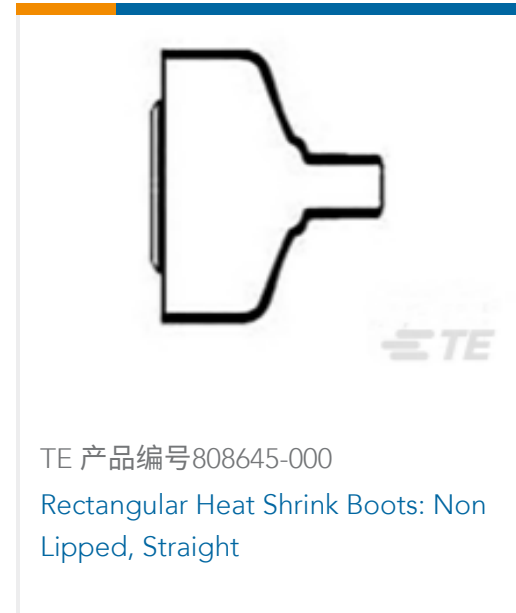 TE
TE 产品编号808645-000
Rectangular Heat Shrink Boots: Non
Lipped, Straight